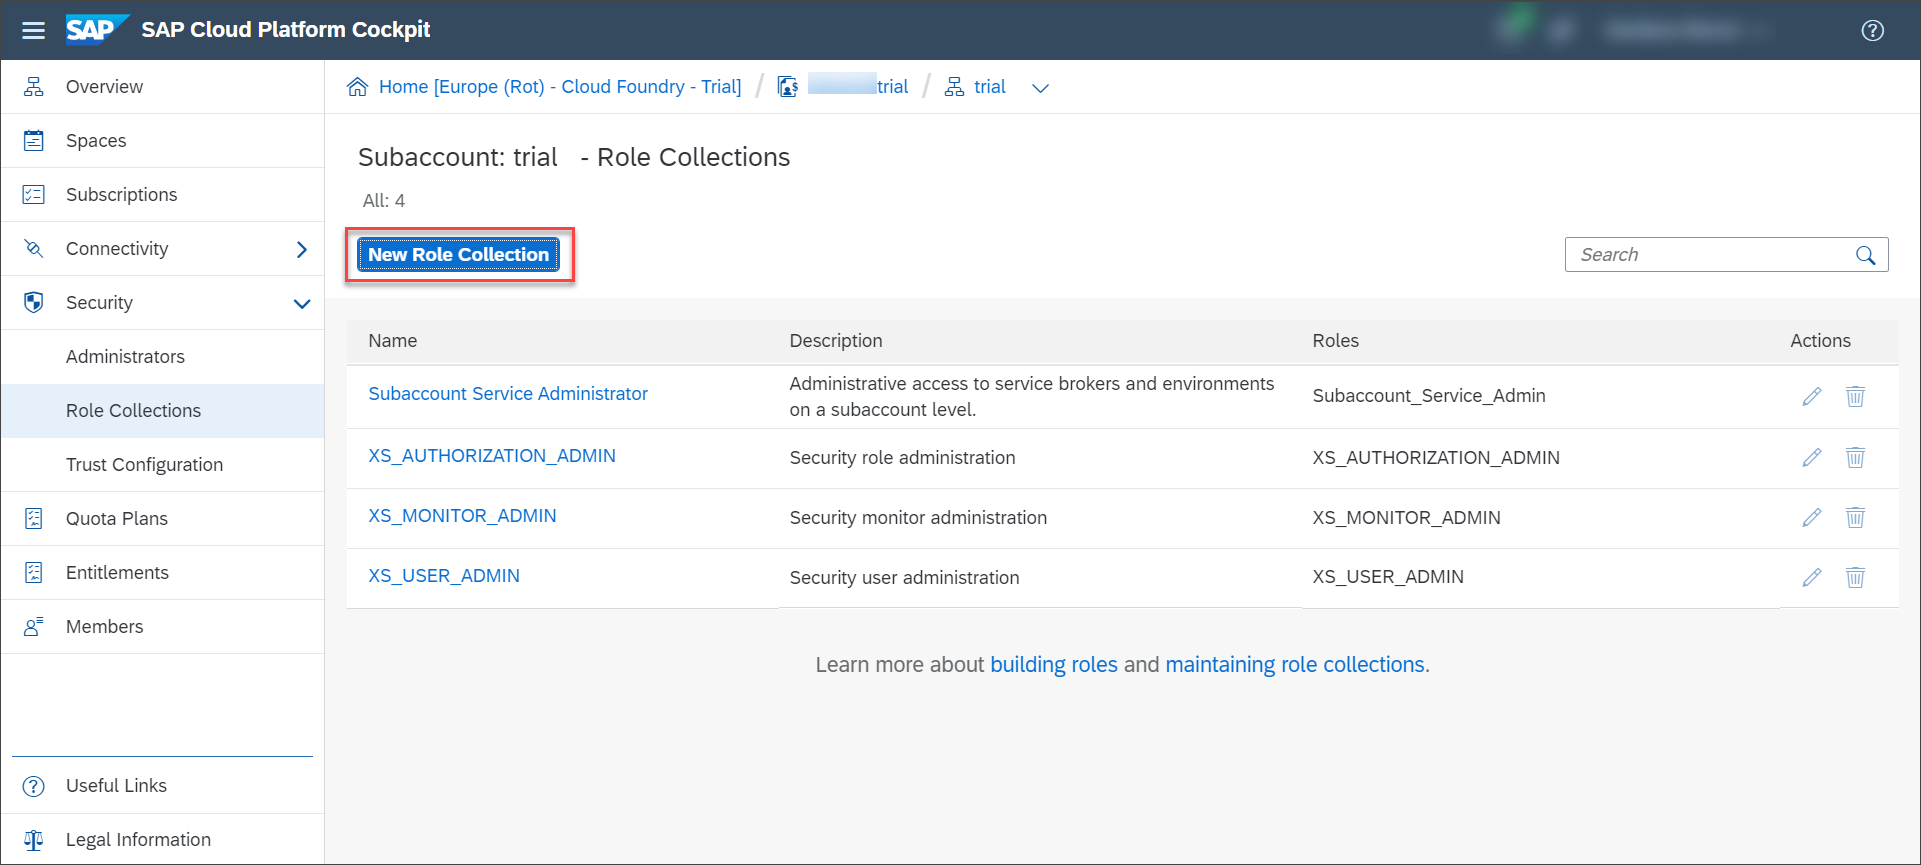 SAP SAP Cloud Platform Cockpit
Overview
Spaces
Subscriptions
Connectivity
Security
Administrators
Role Collections
Trust Configuration
Quota Plans
Entitlements
Members
Useful Links
Legal Information
Home [Europe (Rot) - Cloud Foundry - Trial] / trial / trial
Subaccount: trial - Role Collections
All: 4
New Role Collection
Search
Name Description Roles Actions
Subaccount Service Administrator Administrative access to service brokers and environments Subaccount_Service_Admin
on a subaccount level.
XS_AUTHORIZATION_ADMIN Security role administration XS_AUTHORIZATION_ADMIN
XS_MONITOR_ADMIN Security monitor administration XS_MONITOR_ADMIN
XS_USER_ADMIN Security user administration XS_USER_ADMIN
Learn more about building roles and maintaining role collections.